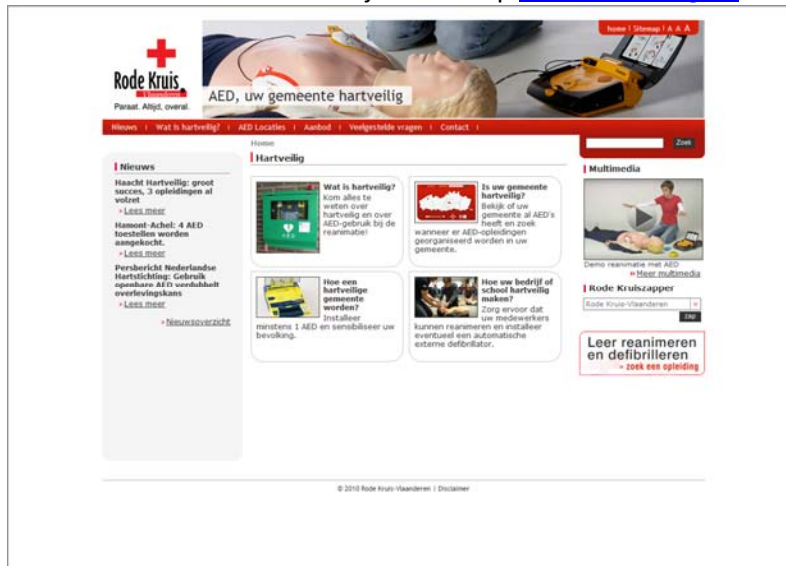 home | Sitemap | A A A
Rode Kruis
Vlaanderen
Paraat. Altijd, overal.
AED, uw gemeente hartveilig
Nieuws | Wat is hartveilig? | AED Locaties | Aanbod | Veelgestelde vragen | Contact |
Zoek
Nieuws
Haacht Hartveilig: groot
succes, 3 opleidingen al
volzet
» Lees meer
Hamont-Achel: 4 AED
toestellen worden
aangekocht.
» Lees meer
Persbericht Nederlandse
Hartstichting: Gebruik
openbare AED verdubbelt
overlevingskans
» Lees meer
» Nieuwsoverzicht
Home
Hartveilig
Wat is hartveilig?
Kom alles te
weten over
hartveilig en over
AED-gebruik bij de
reanimatie!
Is uw gemeente
hartveilig?
Bekijk of uw
gemeente al AED's
heeft en zoek
wanneer er AED-opleidingen
georganiseerd worden in uw
gemeente.
Hoe een
hartveilige
gemeente
worden?
Installeer
minstens 1 AED en sensibiliseer uw
bevolking.
Hoe uw bedrijf of
school hartveilig
maken?
Zorg ervoor dat
uw medewerkers
kunnen reanimeren en installeer
eventueel een automatische
externe defibrillator.
Multimedia
Demo reanimatie met AED
» Meer multimedia
Rode Kruiszapper
Rode Kruis-Vlaanderen
zap
Leer reanimeren
en defibrilleren
» zoek een opleiding
© 2010 Rode Kruis-Vlaanderen | Disclaimer